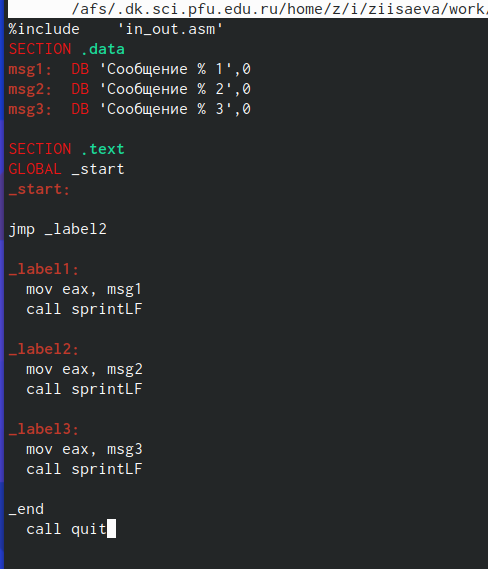 /afs/.dk.sci.pfu.edu.ru/home/z/i/ziisaeva/work/
%include    'in_out.asm'
SECTION .data
msg1:  DB 'Сообщение % 1',0
msg2:  DB 'Сообщение % 2',0
msg3:  DB 'Сообщение % 3',0
SECTION .text
GLOBAL _start
_start:
jmp _label2
_label1:
  mov eax, msg1
  call sprintLF
_label2:
  mov eax, msg2
  call sprintLF
_label3:
  mov eax, msg3
  call sprintLF
_end
  call quit